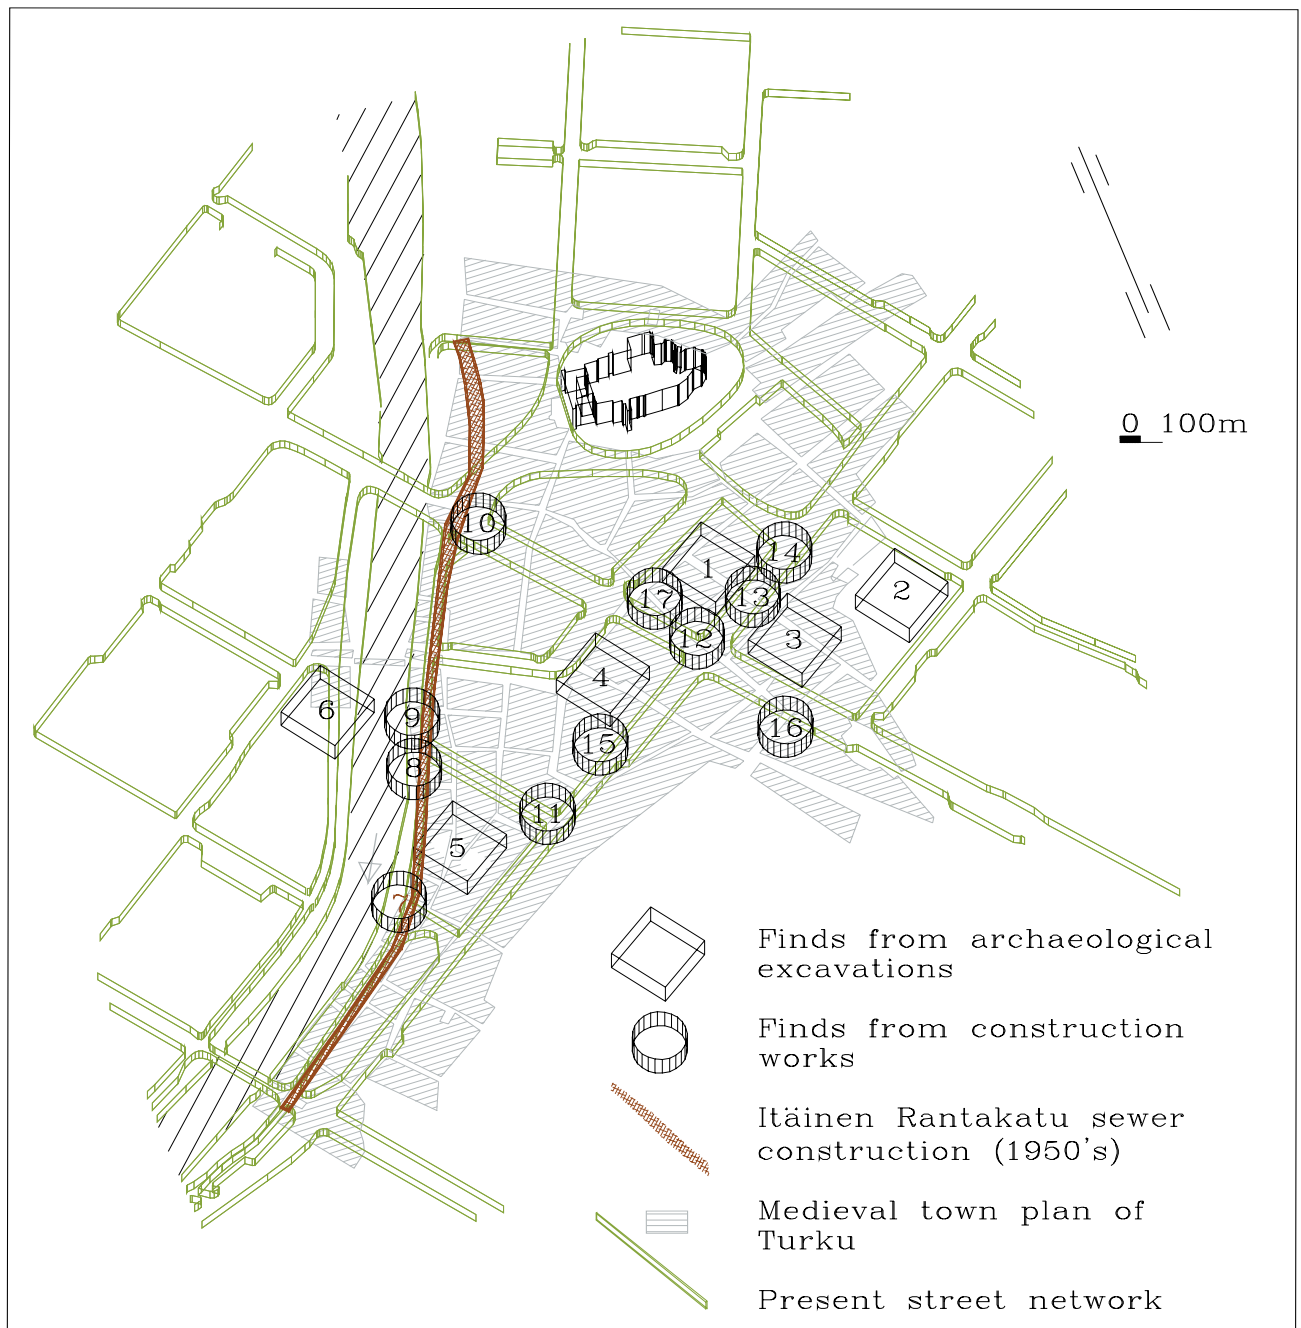 0 100m
10
14
1
2
17
13
12
3
4
6
9
16
15
8
11
5
7
Finds from archaeological
excavations
Finds from construction
works
Itäinen Rantakatu sewer
construction (1950's)
Medieval town plan of
Turku
Present street network